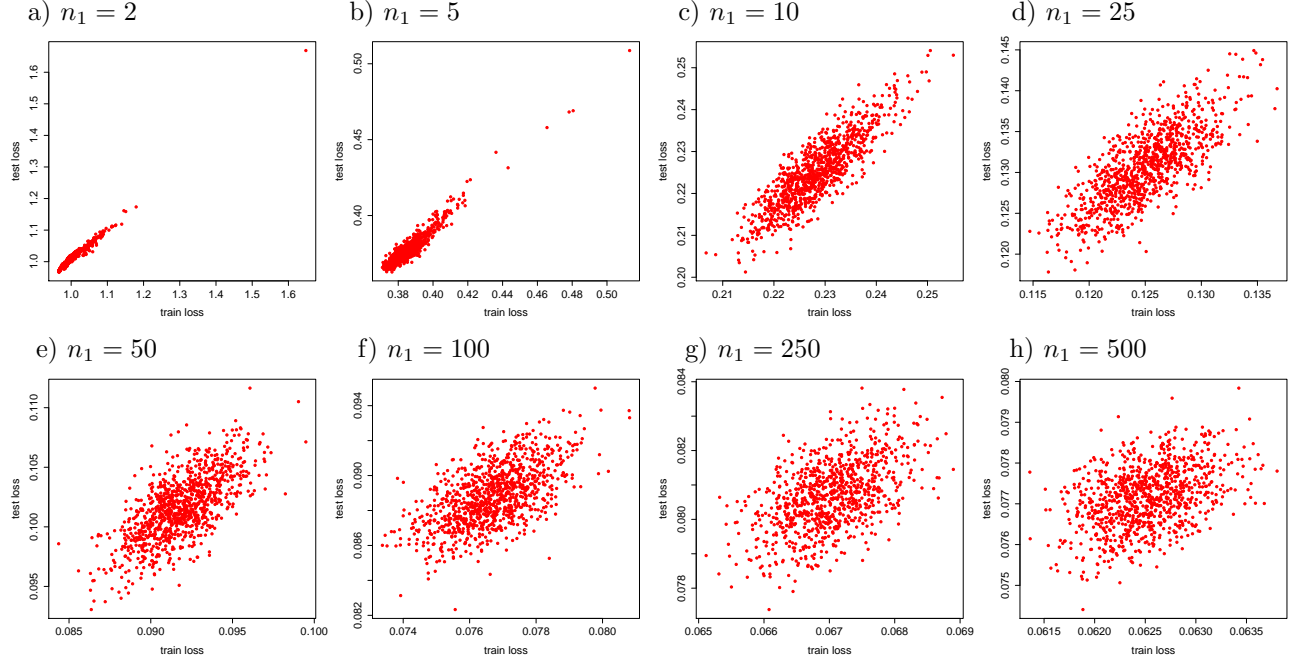 a) n₁ = 2
b) n₁ = 5
c) n₁ = 10
d) n₁ = 25
test loss
1.0 1.1 1.2 1.3 1.4 1.5 1.6
1.0 1.1 1.2 1.3 1.4 1.5 1.6
train loss
test loss
0.40 0.45 0.50
0.38 0.40 0.42 0.44 0.46 0.48 0.50
train loss
test loss
0.20 0.21 0.22 0.23 0.24 0.25
0.21 0.22 0.23 0.24 0.25
train loss
test loss
0.120 0.125 0.130 0.135 0.140 0.145
0.115 0.120 0.125 0.130 0.135
train loss
e) n₁ = 50
f) n₁ = 100
g) n₁ = 250
h) n₁ = 500
test loss
0.095 0.100 0.105 0.110
0.085 0.090 0.095 0.100
train loss
test loss
0.082 0.086 0.090 0.094
0.074 0.076 0.078 0.080
train loss
test loss
0.078 0.080 0.082 0.084
0.065 0.066 0.067 0.068 0.069
train loss
test loss
0.075 0.076 0.077 0.078 0.079 0.080
0.0615 0.0620 0.0625 0.0630 0.0635
train loss